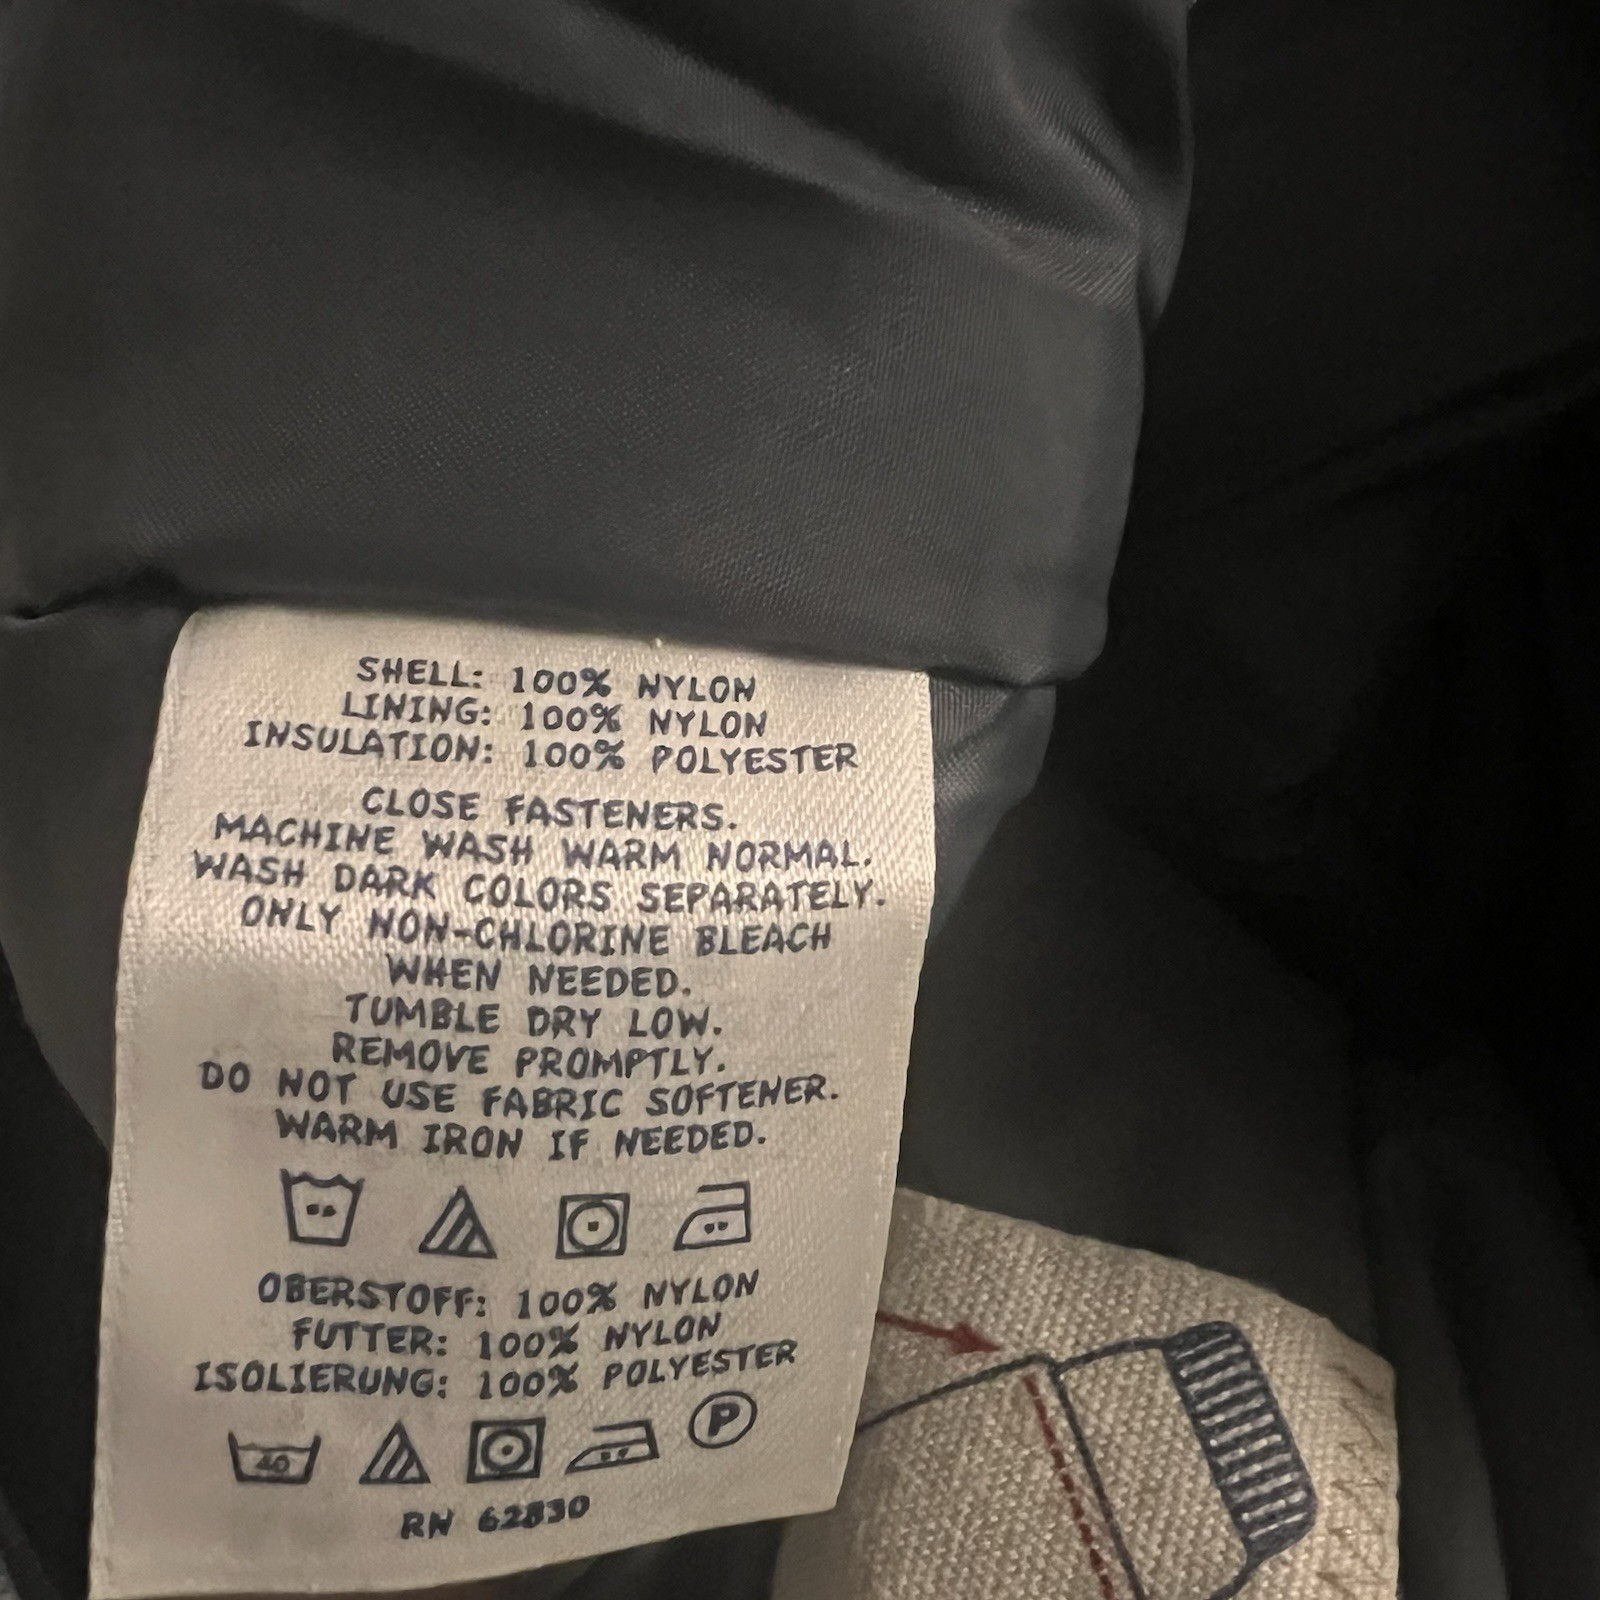 SHELL: 100% NYLON
LINING: 100% NYLON
INSULATION: 100% POLYESTER
CLOSE FASTENERS.
MACHINE WASH WARM NORMAL.
WASH DARK COLORS SEPARATELY.
ONLY NON-CHLORINE BLEACH
WHEN NEEDED.
TUMBLE DRY LOW.
REMOVE PROMPTLY.
DO NOT USE FABRIC SOFTENER.
WARM IRON IF NEEDED.
OBERSTOFF: 100% NYLON
FUTTER: 100% NYLON
ISOLIERUNG: 100% POLYESTER
40 P
RN 62830